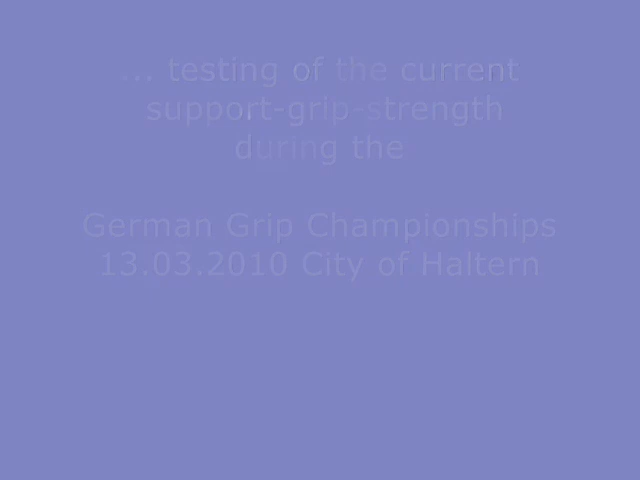 ... testing of the current
support-grip-strength
during the
German Grip Championships
13.03.2010 City of Haltern